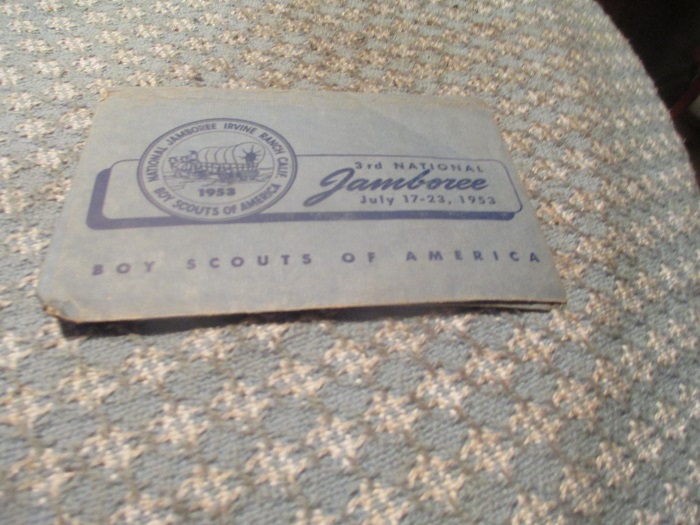 NATIONAL JAMBOREE IRVINE RANCH CALIF.
1953
BOY SCOUTS OF AMERICA
3rd NATIONAL
Jamboree
July 17-23, 1953
BOY SCOUTS OF AMERICA